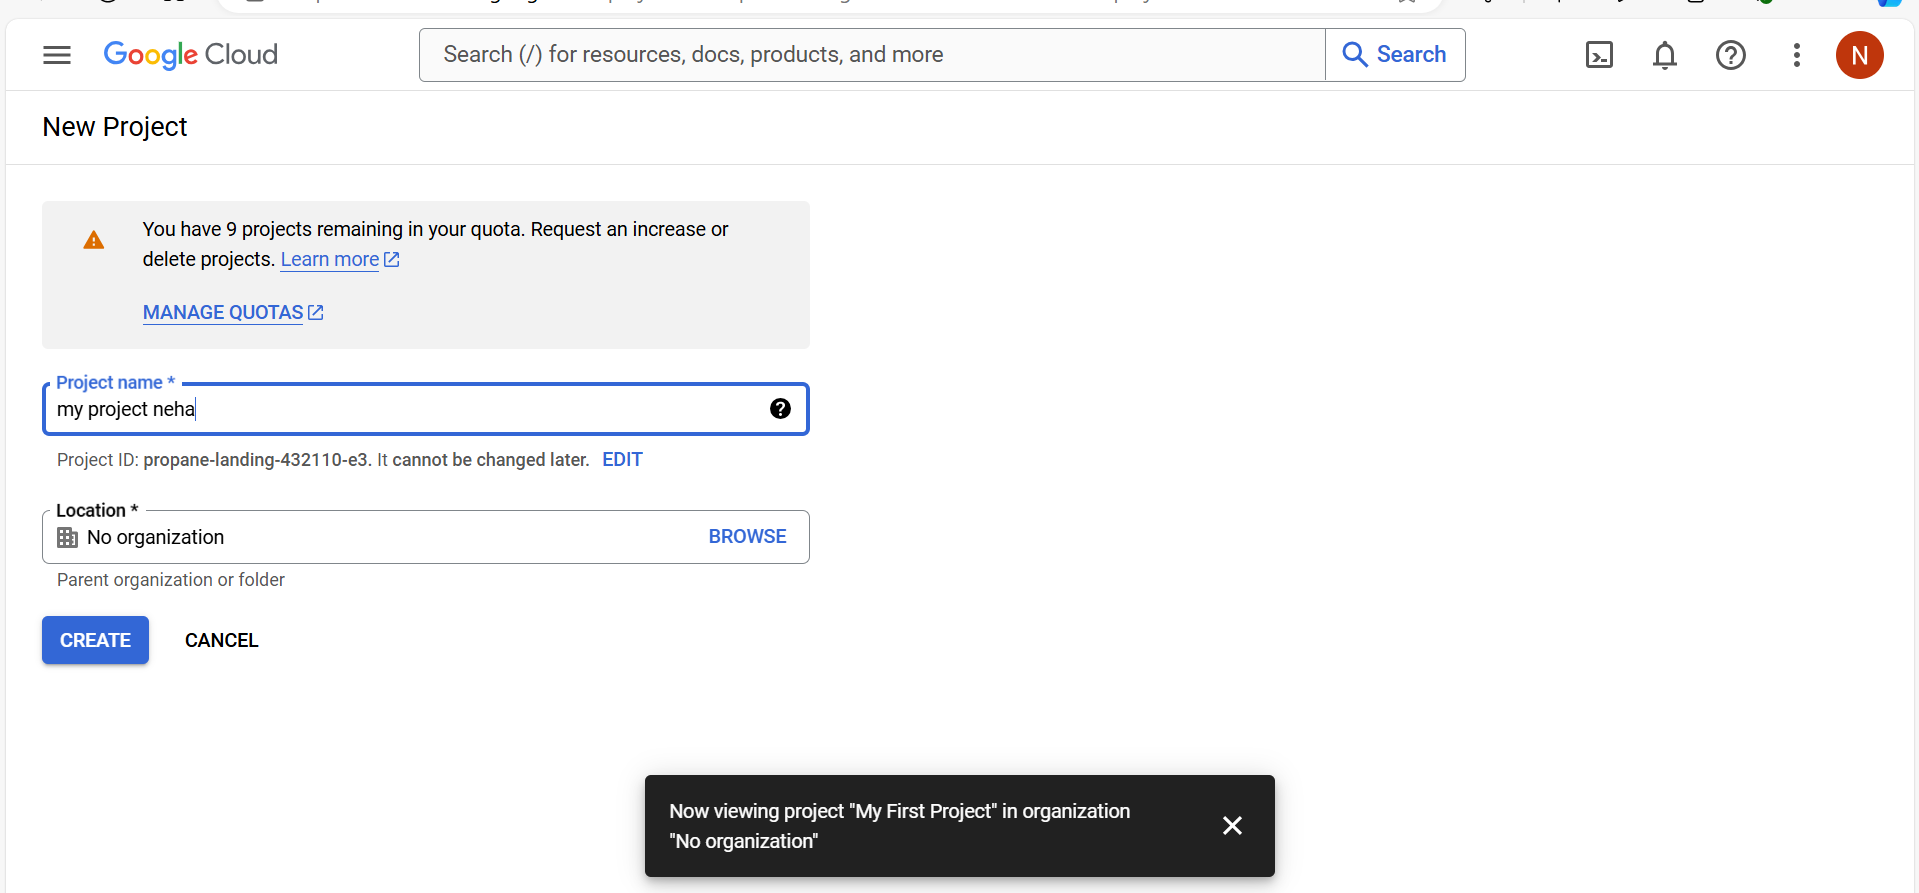 Google Cloud
Search (/) for resources, docs, products, and more
Search
N
New Project
You have 9 projects remaining in your quota. Request an increase or
delete projects. Learn more
MANAGE QUOTAS
Project name *
my project neha
Project ID: propane-landing-432110-e3. It cannot be changed later. EDIT
Location *
No organization
BROWSE
Parent organization or folder
CREATE
CANCEL
Now viewing project "My First Project" in organization
"No organization"